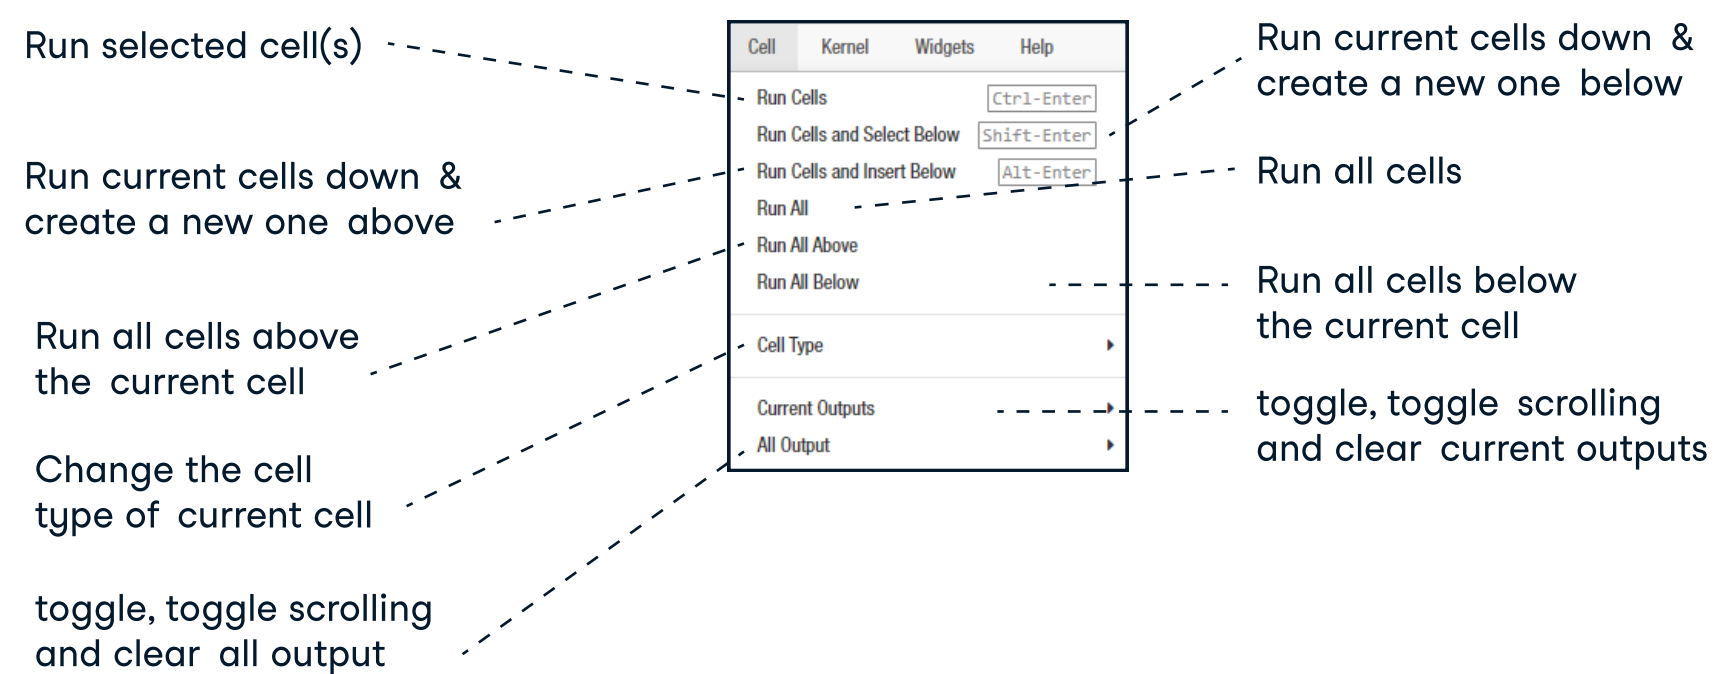 Run selected cell(s)
Run current cells down &
create a new one above
Run all cells above
the current cell
Change the cell
type of current cell
toggle, toggle scrolling
and clear all output
Cell Kernel Widgets Help
Run Cells Ctrl-Enter
Run Cells and Select Below Shift-Enter
Run Cells and Insert Below Alt-Enter
Run All
Run All Above
Run All Below
Cell Type
Current Outputs
All Output
Run current cells down &
create a new one below
Run all cells
Run all cells below
the current cell
toggle, toggle scrolling
and clear current outputs